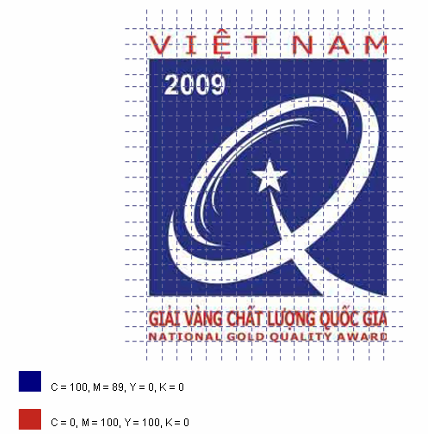 VIỆT NAM
2009
GIẢI VÀNG CHẤT LƯỢNG QUỐC GIA
NATIONAL GOLD QUALITY AWARD
C = 100, M = 89, Y = 0, K = 0
C = 0, M = 100, Y = 100, K = 0